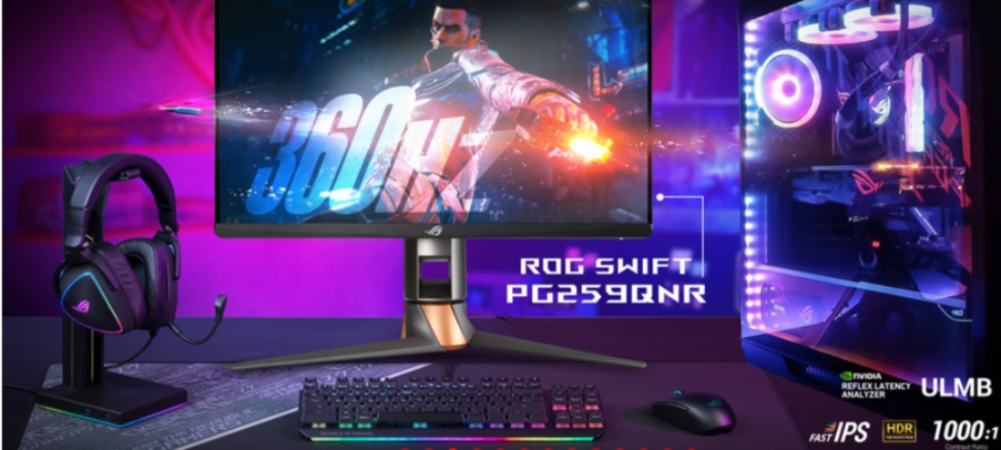 360HZ
ROG SWIFT
PG259QNR
NVIDIA
REFLEX LATENCY
ANALYZER
ULMB
FAST IPS
HDR
1000:1
Contrast Ratio